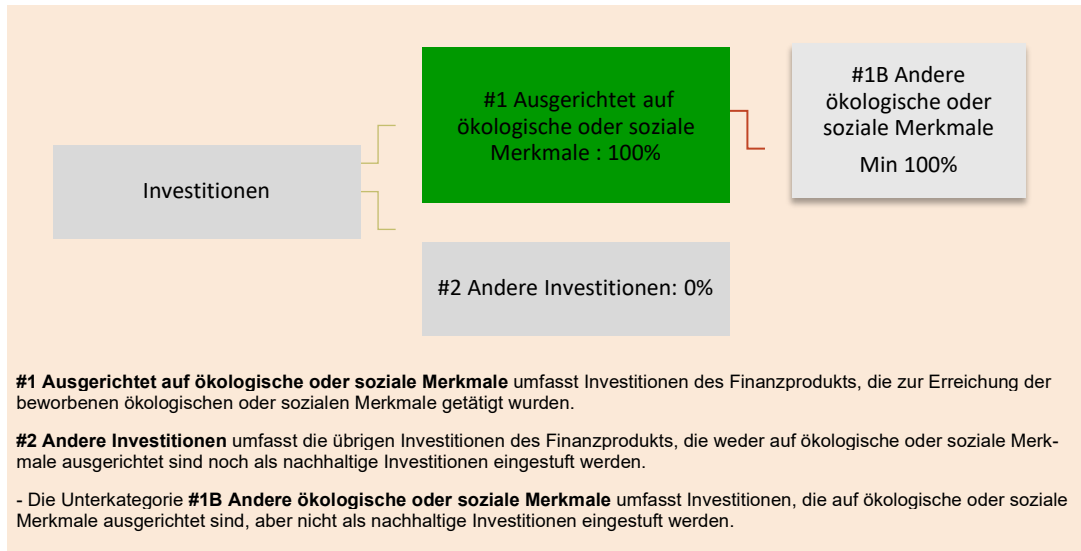 Investitionen
#1 Ausgerichtet auf
ökologische oder soziale
Merkmale : 100%
#1B Andere
ökologische oder
soziale Merkmale
Min 100%
#2 Andere Investitionen: 0%
#1 Ausgerichtet auf ökologische oder soziale Merkmale umfasst Investitionen des Finanzprodukts, die zur Erreichung der
beworbenen ökologischen oder sozialen Merkmale getätigt wurden.
#2 Andere Investitionen umfasst die übrigen Investitionen des Finanzprodukts, die weder auf ökologische oder soziale Merk-
male ausgerichtet sind noch als nachhaltige Investitionen eingestuft werden.
- Die Unterkategorie #1B Andere ökologische oder soziale Merkmale umfasst Investitionen, die auf ökologische oder soziale
Merkmale ausgerichtet sind, aber nicht als nachhaltige Investitionen eingestuft werden.